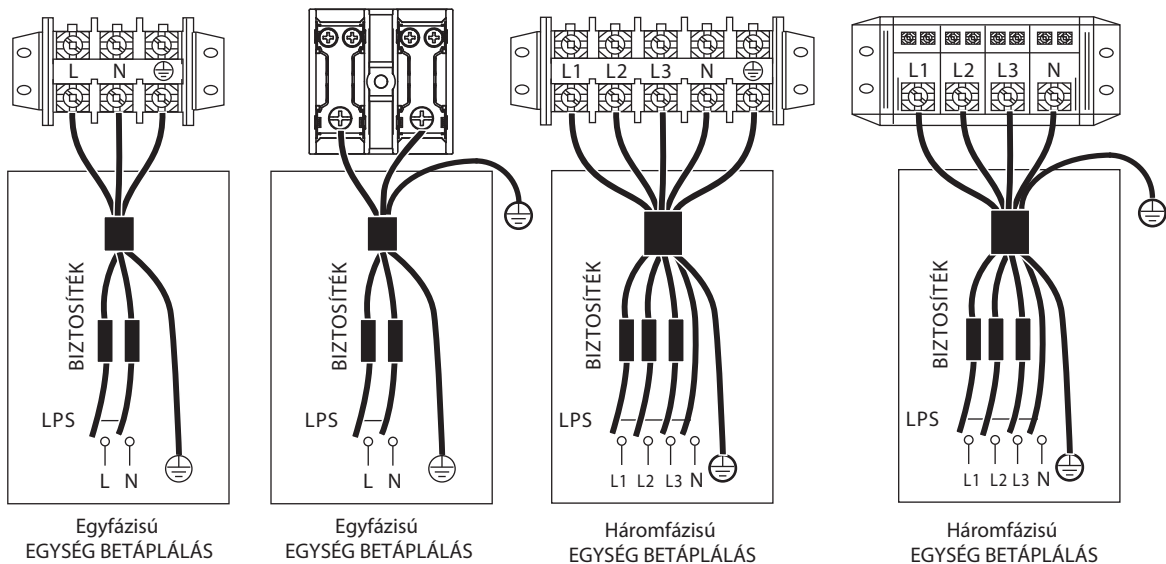 L N
L1 L2 L3 N
L1 L2 L3 N
BIZTOSÍTÉK
BIZTOSÍTÉK
BIZTOSÍTÉK
BIZTOSÍTÉK
LPS
LPS
LPS
LPS
L N
L N
L1 L2 L3 N
L1 L2 L3 N
Egyfázisú
EGYSÉG BETÁPLÁLÁS
Egyfázisú
EGYSÉG BETÁPLÁLÁS
Háromfázisú
EGYSÉG BETÁPLÁLÁS
Háromfázisú
EGYSÉG BETÁPLÁLÁS